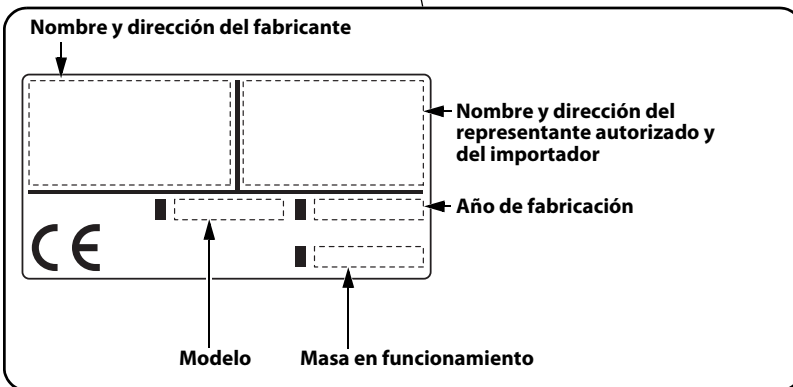 Nombre y dirección del fabricante
Nombre y dirección del
representante autorizado y
del importador
Año de fabricación
CE
Modelo
Masa en funcionamiento